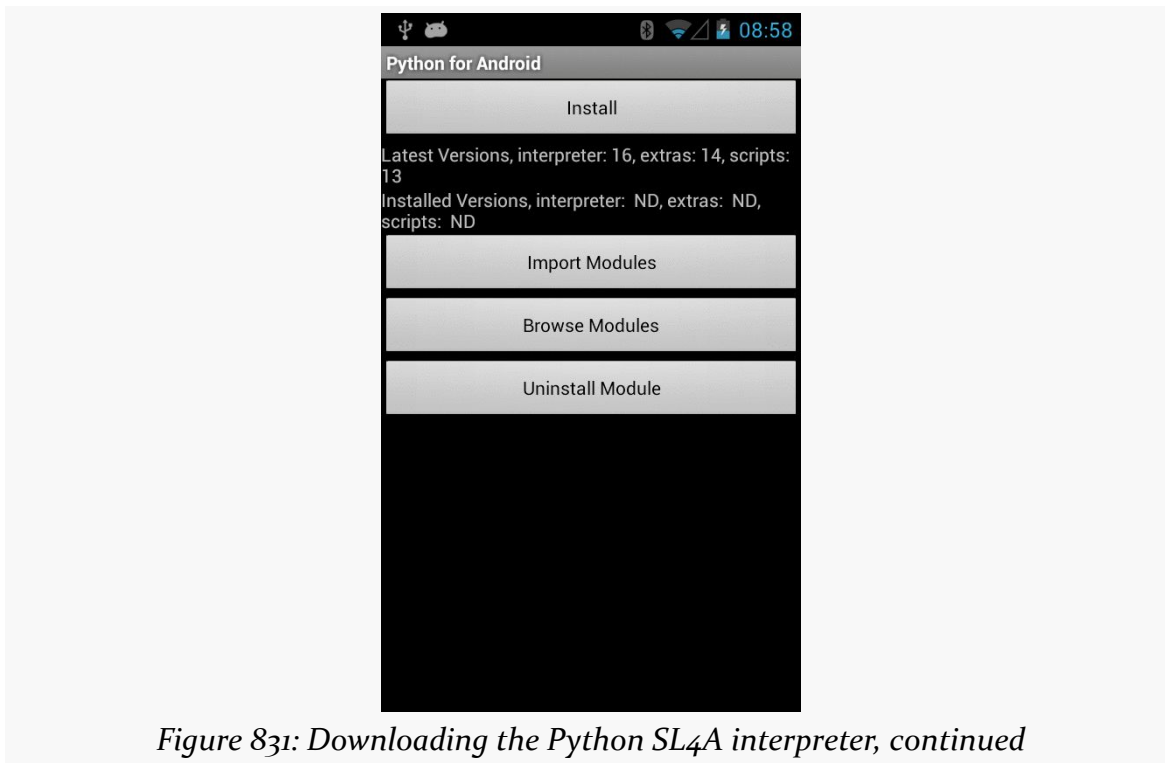 08:58
Python for Android
Install
Latest Versions, interpreter: 16, extras: 14, scripts:
13
Installed Versions, interpreter:  ND, extras:  ND,
scripts:  ND
Import Modules
Browse Modules
Uninstall Module
Figure 831: Downloading the Python SL4A interpreter, continued